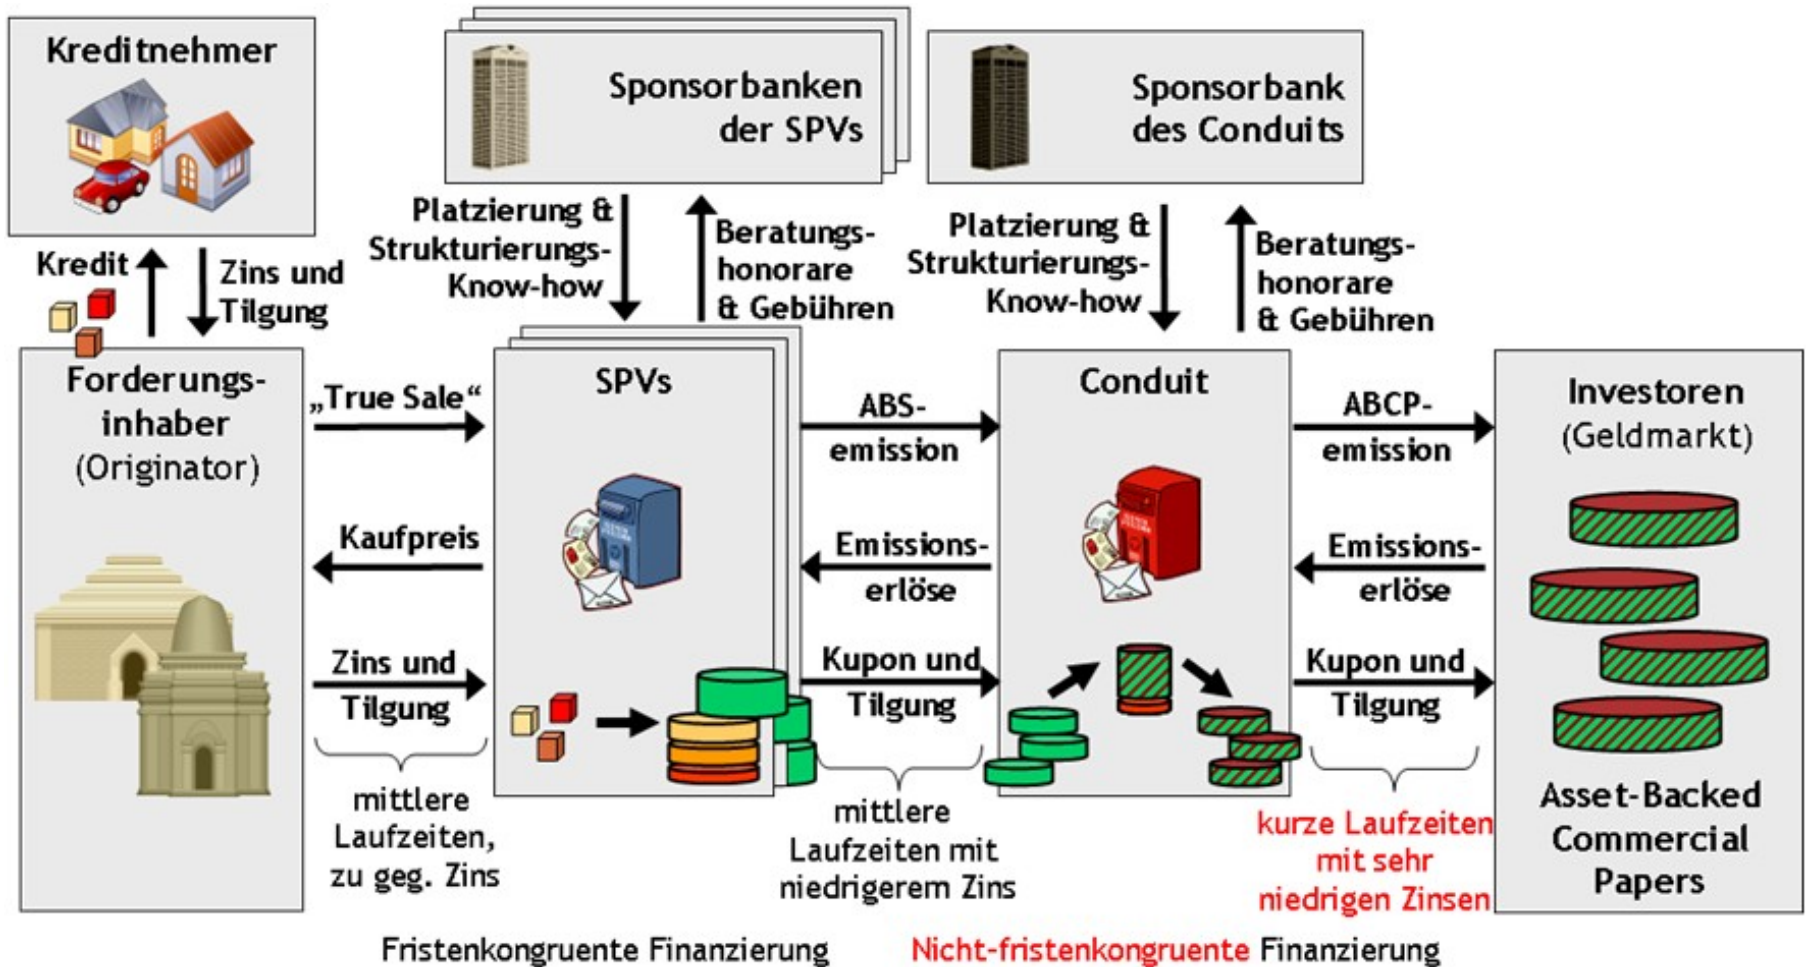 Kreditnehmer
Sponsorbanken
der SPVs
Sponsorbank
des Conduits
Kredit
Zins und
Tilgung
Platzierung &
Strukturierungs-
Know-how
Beratungs-
honorare
& Gebühren
Platzierung &
Strukturierungs-
Know-how
Beratungs-
honorare
& Gebühren
Forderungs-
inhaber
(Originator)
„True Sale“
Kaufpreis
Zins und
Tilgung
mittlere
Laufzeiten,
zu geg. Zins
SPVs
ABS-
emission
Emissions-
erlöse
Kupon und
Tilgung
mittlere
Laufzeiten mit
niedrigerem Zins
Conduit
ABCP-
emission
Emissions-
erlöse
Kupon und
Tilgung
kurze Laufzeiten
mit sehr
niedrigen Zinsen
Investoren
(Geldmarkt)
Asset-Backed
Commercial
Papers
Fristenkongruente Finanzierung
Nicht-fristenkongruente Finanzierung